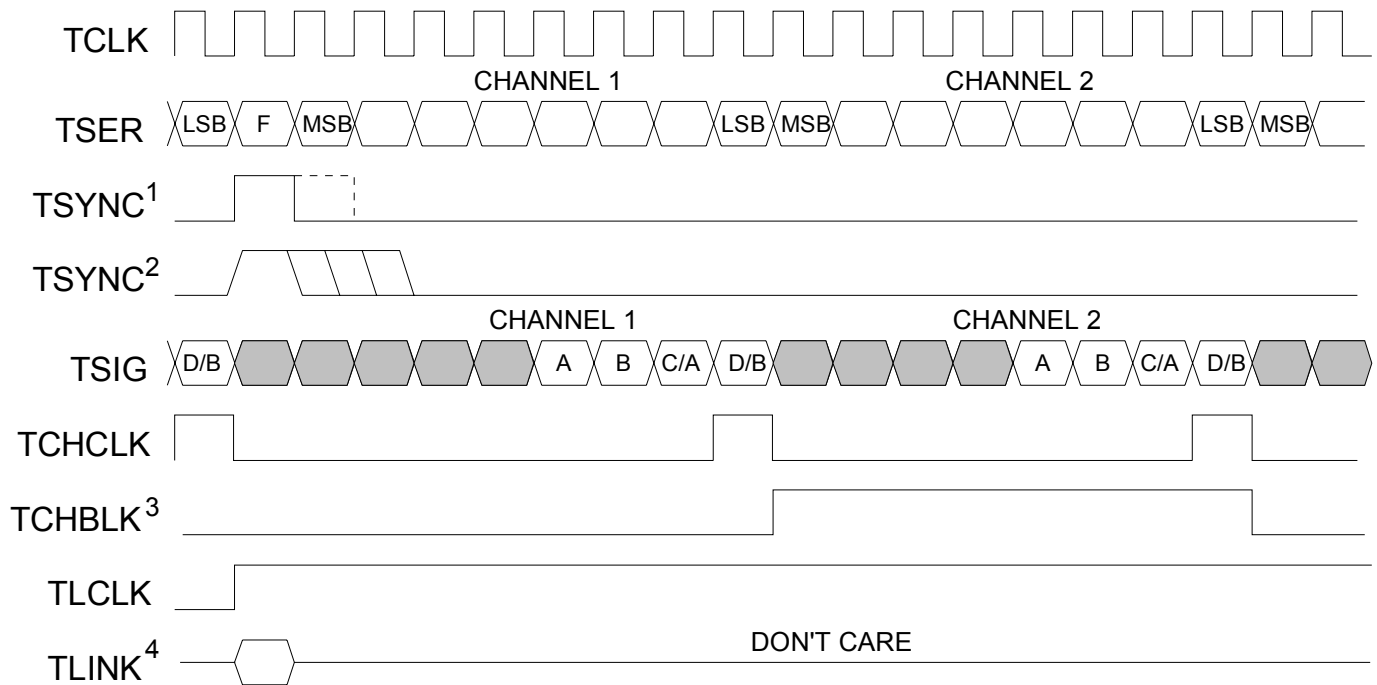 TCLK
CHANNEL 1 CHANNEL 2
TSER LSB F MSB LSB MSB LSB MSB
TSYNC1
TSYNC2
CHANNEL 1 CHANNEL 2
TSIG D/B A B C/A D/B A B C/A D/B
TCHCLK
TCHBLK3
TLCLK
DON'T CARE
TLINK4